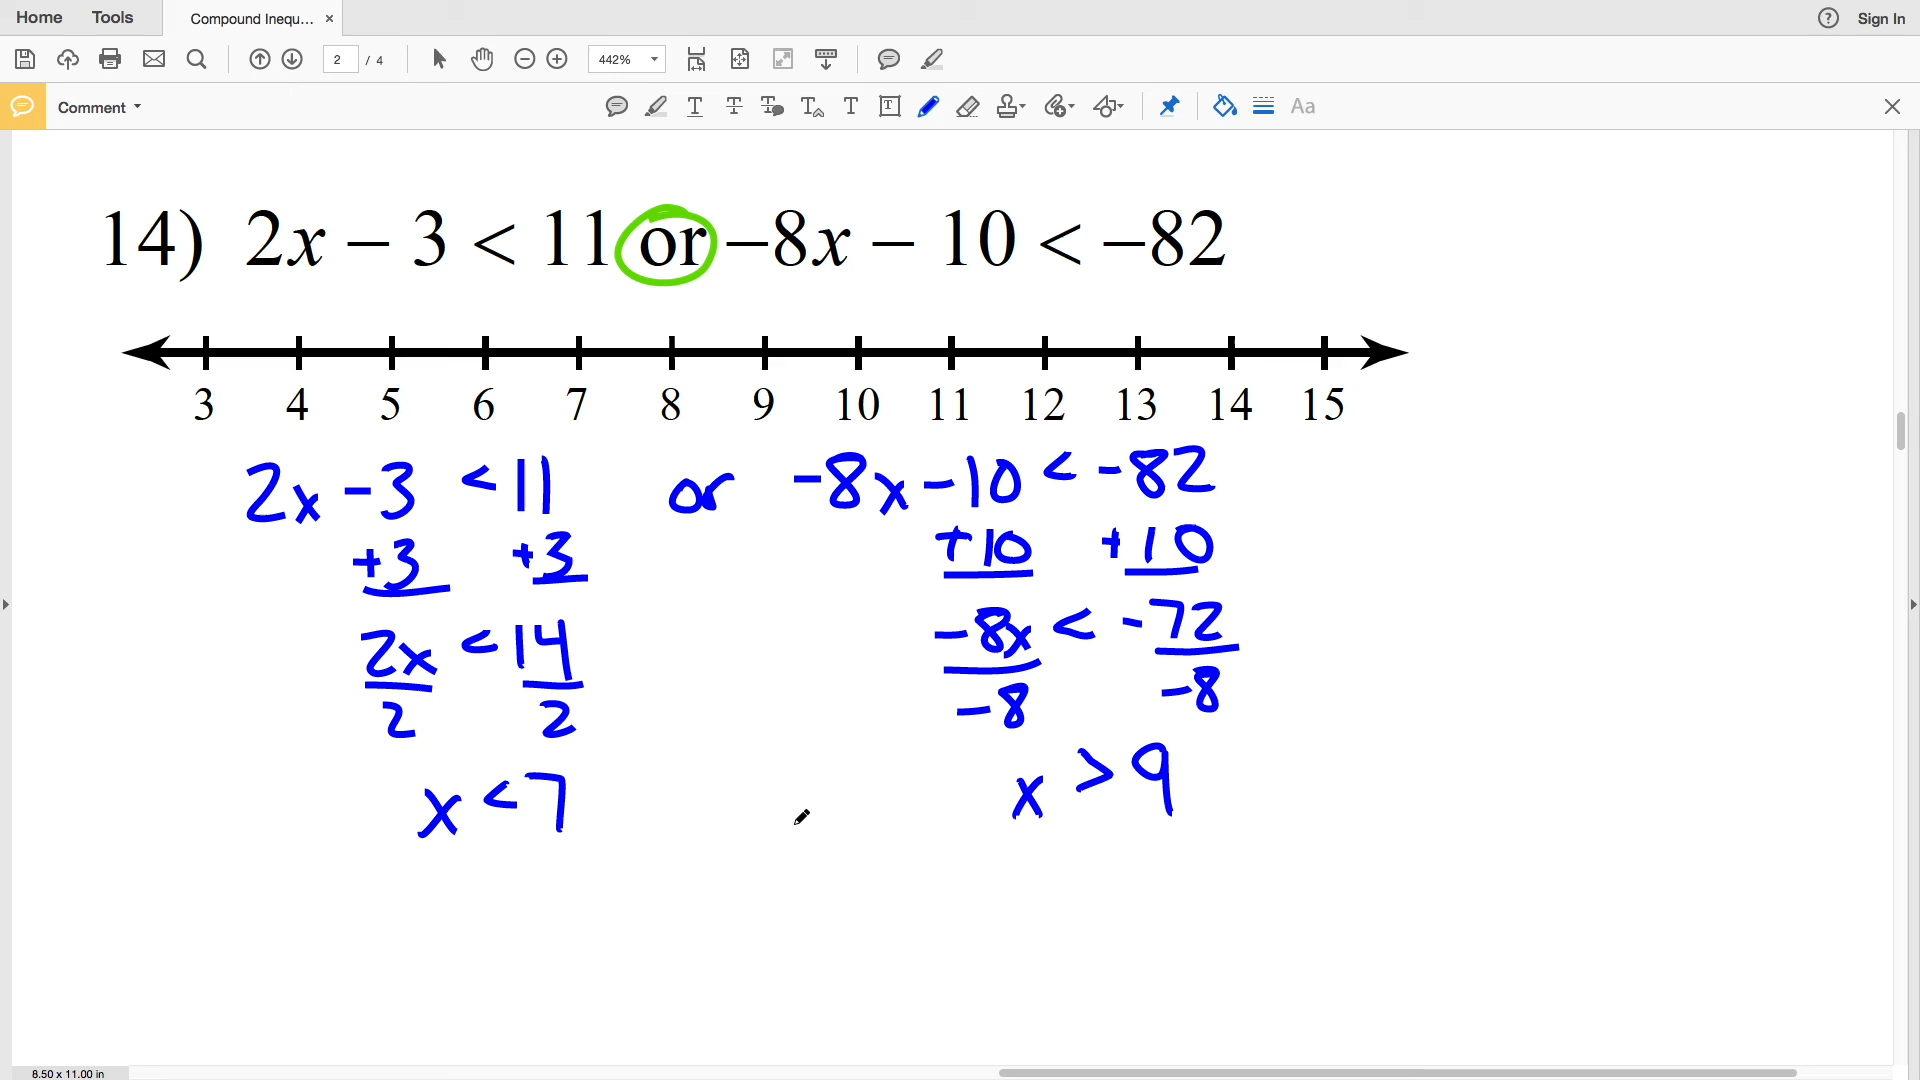 Home Tools Compound Inequ... × ? Sign In
2 / 4 442%
Comment T T T T T T Aa
14) 2x − 3 < 11 or −8x − 10 < −82
3 4 5 6 7 8 9 10 11 12 13 14 15
2x - 3 < 11 or -8x - 10 < -82
+3 +3 +10 +10
2x < 14 -8x < -72
2 2 -8 -8
x < 7 x > 9
8.50 x 11.00 in